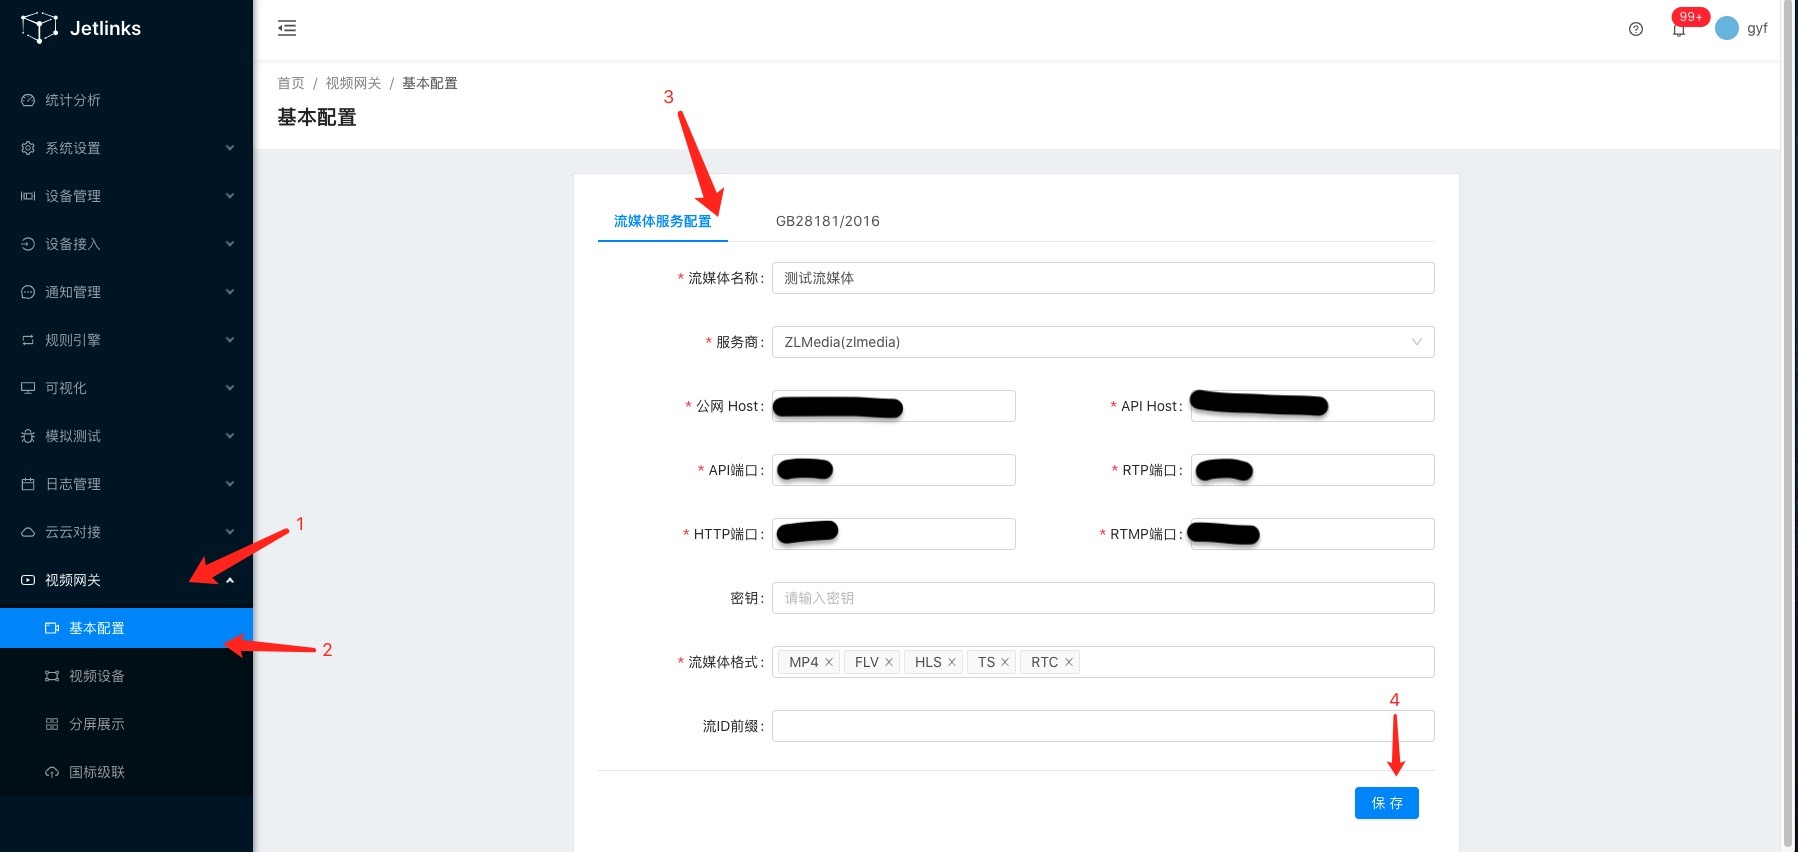 Jetlinks
99+
gyf
统计分析
系统设置
设备管理
设备接入
通知管理
规则引擎
可视化
模拟测试
日志管理
云云对接
1
视频网关
基本配置
2
视频设备
分屏展示
国标级联
首页 / 视频网关 / 基本配置
基本配置
3
流媒体服务配置 GB28181/2016
* 流媒体名称: 测试流媒体
* 服务商: ZLMedia(zlmedia)
* 公网 Host: * API Host:
* API端口: * RTP端口:
* HTTP端口: * RTMP端口:
密钥: 请输入密钥
* 流媒体格式: MP4 × FLV × HLS × TS × RTC ×
4
流ID前缀:
保 存